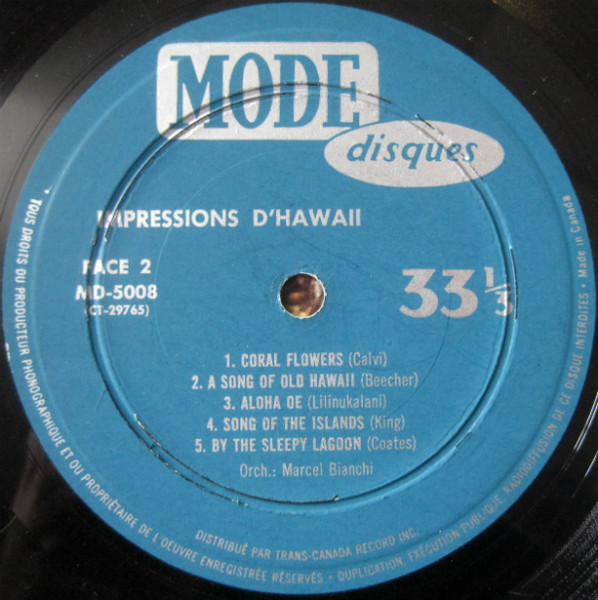 MODE
disques
IMPRESSIONS D'HAWAII
FACE 2
MD-5008
(CT-29765)
33 1/3
1. CORAL FLOWERS (Calvi)
2. A SONG OF OLD HAWAII (Beecher)
3. ALOHA OE (Lilinukalani)
4. SONG OF THE ISLANDS (King)
5. BY THE SLEEPY LAGOON (Coates)
Orch.: Marcel Bianchi
DISTRIBUÉ PAR TRANS-CANADA RECORD INC.
TOUS DROITS DU PRODUCTEUR PHONOGRAPHIQUE ET DU PROPRIÉTAIRE DE L'OEUVRE ENREGISTRÉE RÉSERVÉS • DUPLICATION, EXÉCUTION PUBLIQUE, RADIODIFFUSION DE CE DISQUE INTERDITES • Made in Canada